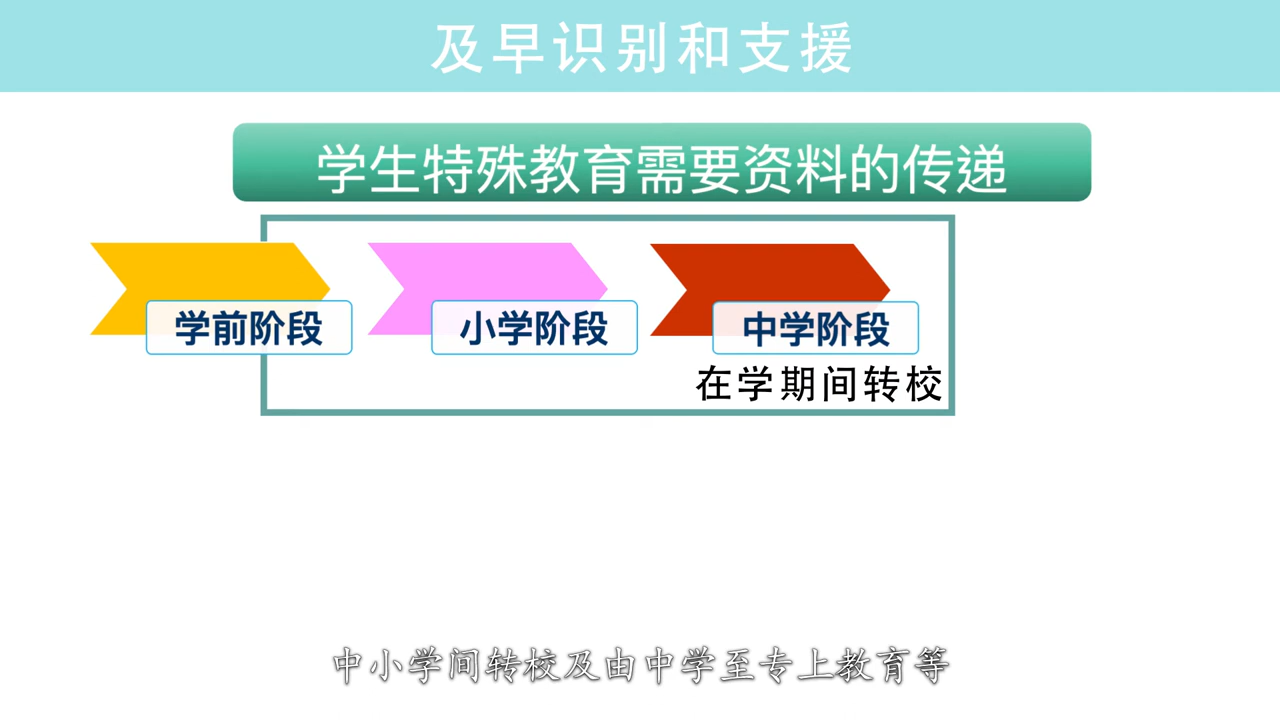 及早识别和支援
学生特殊教育需要资料的传递
学前阶段
小学阶段
中学阶段
在学期间转校
中小学间转校及由中学至专上教育等